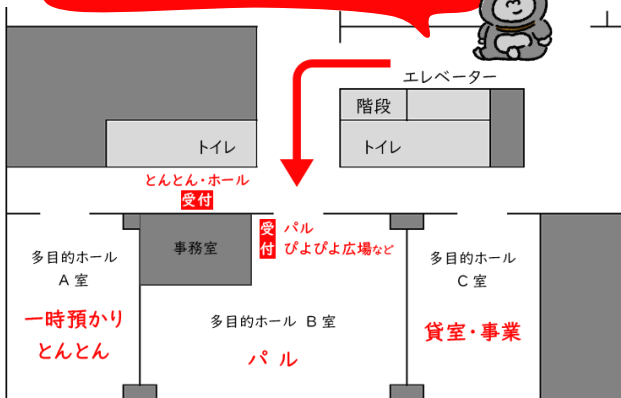 エレベーター
階段
トイレ
トイレ
とんとん・ホール
受付
受付
パル
ぴよぴよ広場など
事務室
多目的ホール
A 室
一時預かり
とんとん
多目的ホール B 室
パル
多目的ホール
C 室
貸室・事業